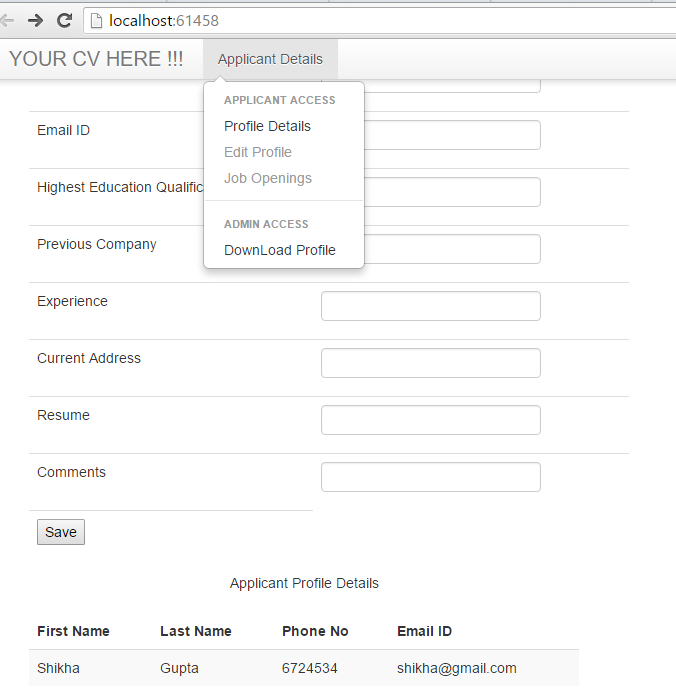 localhost:61458
YOUR CV HERE !!! Applicant Details
APPLICANT ACCESS
Profile Details
Edit Profile
Job Openings
ADMIN ACCESS
DownLoad Profile
Email ID
Highest Education Qualific
Previous Company
Experience
Current Address
Resume
Comments
Save
Applicant Profile Details
First Name Last Name Phone No Email ID
Shikha Gupta 6724534 shikha@gmail.com